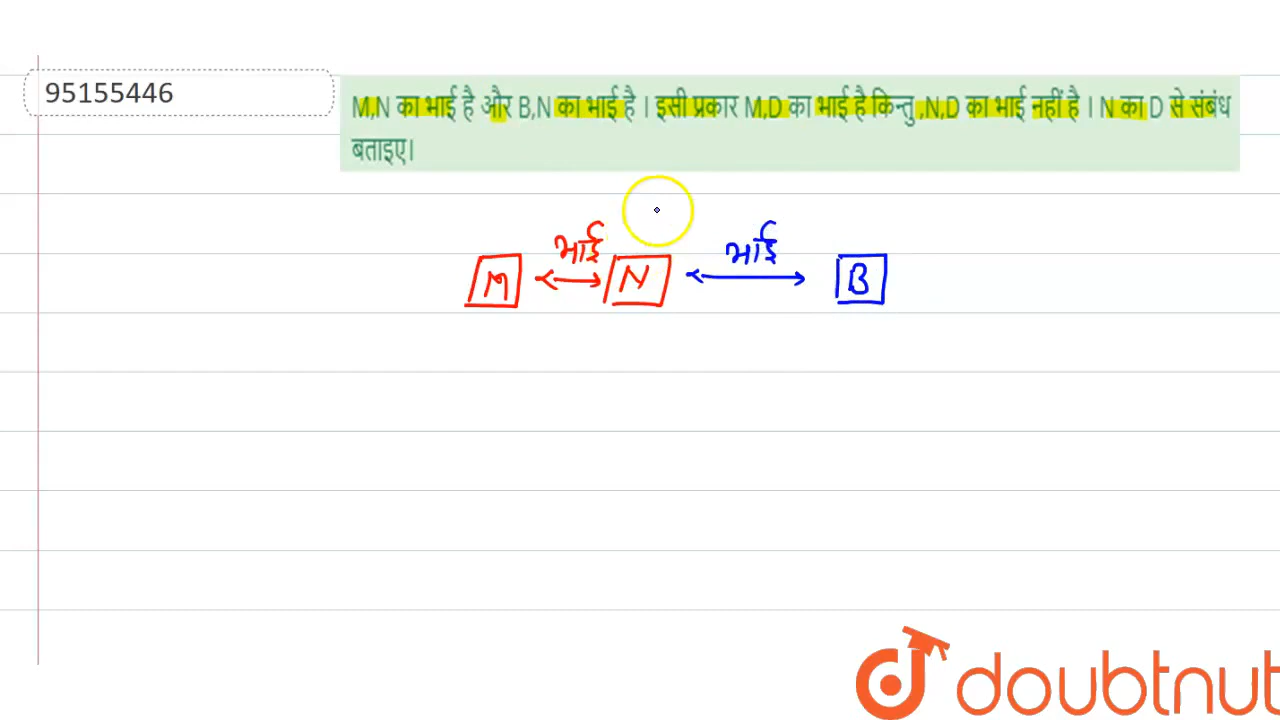 95155446
M,N का भाई है और B,N का भाई है । इसी प्रकार M,D का भाई है किन्तु ,N,D का भाई नहीं है । N का D से संबंध
बताइए।
भाई भाई
M N B
doubtnut